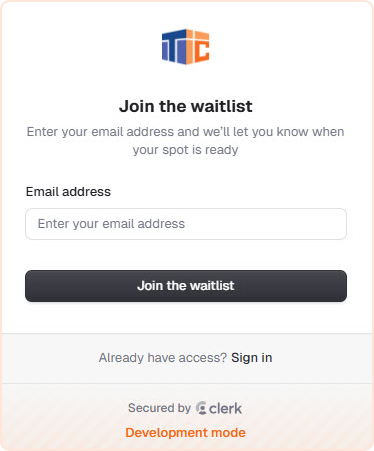 iTIC
Join the waitlist
Enter your email address and we'll let you know when
your spot is ready
Email address
Enter your email address
Join the waitlist
Already have access? Sign in
Secured by clerk
Development mode